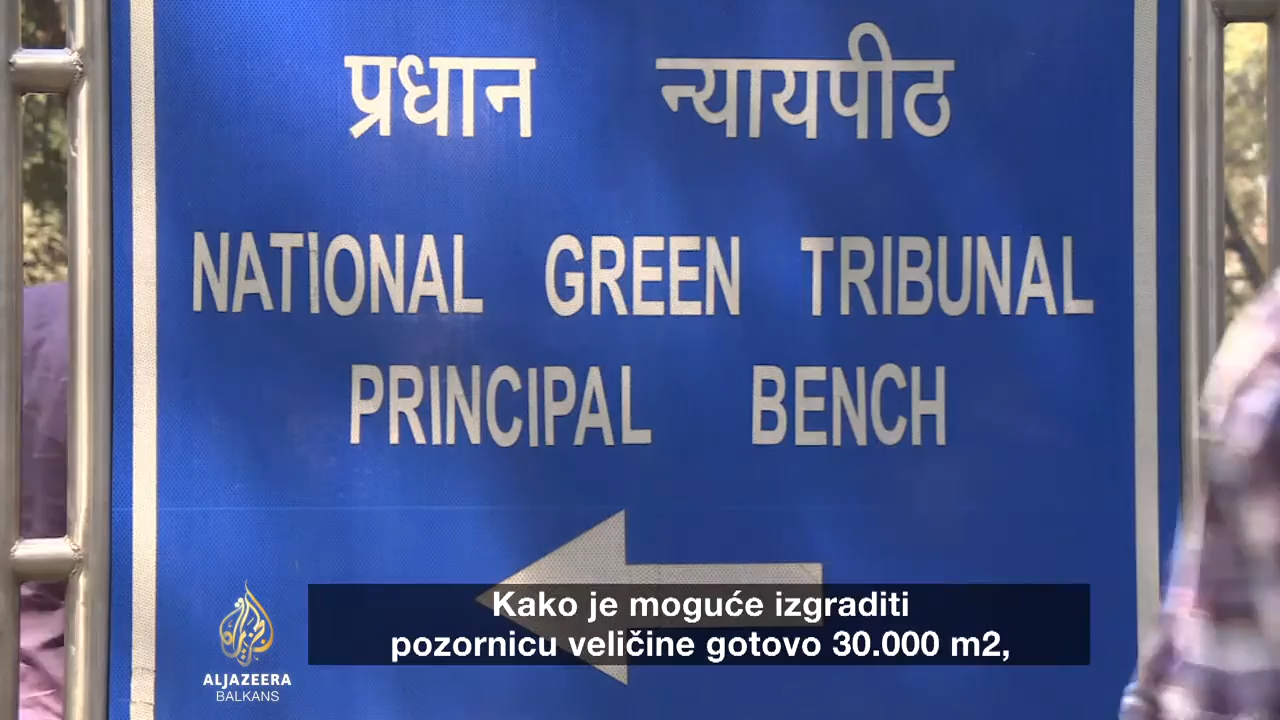 प्रधान न्यायपीठ
NATIONAL GREEN TRIBUNAL
PRINCIPAL BENCH
Kako je moguće izgraditi
pozornicu veličine gotovo 30.000 m2,
ALJAZEERA
BALKANS